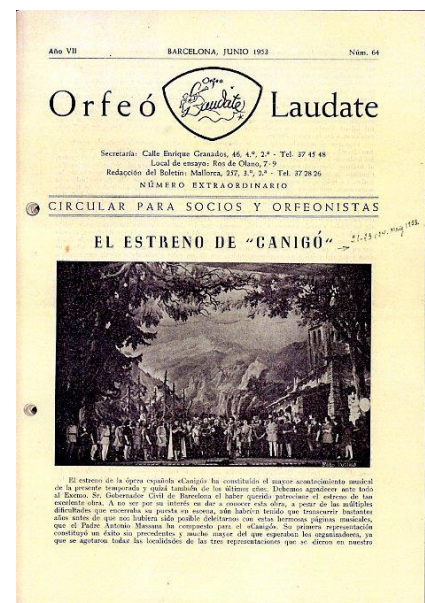 Año VII BARCELONA, JUNIO 1953 Núm. 64
Orfeó
Laudate
Orfeó Laudate
Secretaría: Calle Enrique Granados, 46, 4.º, 2.ª - Tel. 37 45 48
Local de ensayo: Ros de Olano, 7-9
Redacción del Boletín: Mallorca, 257, 3.º, 2.ª - Tel. 37 28 26
NÚMERO EXTRAORDINARIO
CIRCULAR PARA SOCIOS Y ORFEONISTAS
EL ESTRENO DE "CANIGÓ"
El estreno de la ópera española «Canigó» ha constituido el mayor acontecimiento musical
de la presente temporada y quizá también de los últimos años. Debemos agradecer ante todo
al Excmo. Sr. Gobernador Civil de Barcelona el haber querido patrocinar el estreno de tan
excelente obra. A no ser por su interés en dar a conocer esta obra, a pesar de las múltiples
dificultades que encerraba su puesta en escena, aún habrían tenido que transcurrir bastantes
años antes de que nos hubiera sido posible deleitarnos con estas hermosas páginas musicales,
que el Padre Antonio Massana ha compuesto para el «Canigó». Su primera representación
constituyó un éxito sin precedentes y mucho mayor del que esperaban los organizadores, ya
que se agotaron todas las localidades de las tres representaciones que se dieron en nuestro